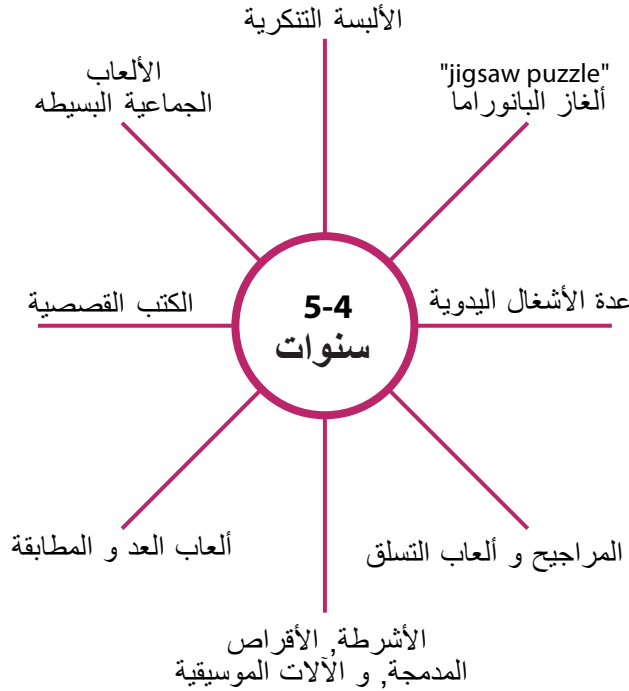 الألبسة التنكرية
"jigsaw puzzle"
ألغاز البانوراما
الألعاب
الجماعية البسيطه
5-4
سنوات
عدة الأشغال اليدوية
الكتب القصصية
المراجيح و ألعاب التسلق
ألعاب العد و المطابقة
الأشرطة, الأقراص
المدمجة, و الآلات الموسيقية